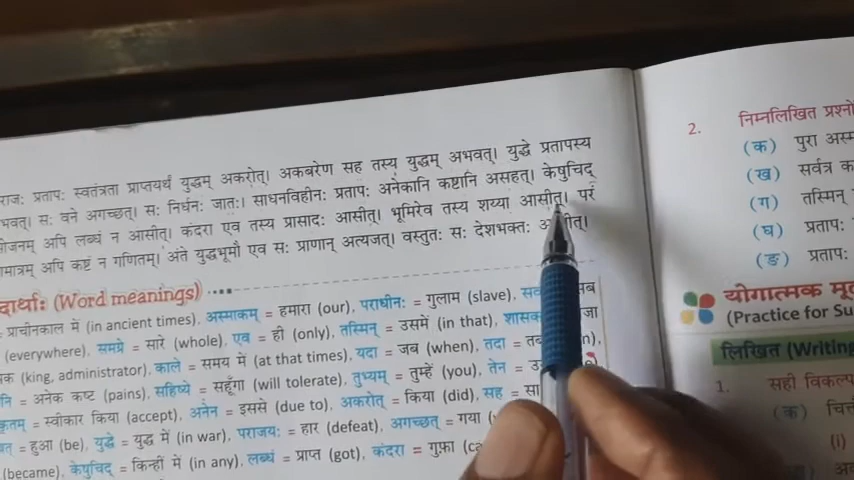 राजः प्रतापः स्वतंत्रता प्राप्तयर्थं युद्धम् अकरोत्। अकबरेण सह तस्य युद्धम् अभवत्। युद्धे प्रतापस्य
भवत्। सः वने अगच्छत्। सः निर्धनः जातः। साधनविहीनः प्रतापः अनेकानि कष्टानि असहत्। केषुचिद्
भोजनम् अपि लब्धं न आसीत्। कंदरा एव तस्य प्रासादः आसीत्। भूमिरेव तस्य शय्या आसीत्। परं
मात्रम् अपि कष्टं न गणितम्। अंते युद्धभूमौ एव सः प्राणान् अत्यजत्। वस्तुतः सः देशभक्तः
दार्थाः (Word meanings)
प्राचीनकाल में (in ancient times), अस्माकम् = हमारा (our), पराधीनः = गुलाम (slave), सब
(everywhere), समग्रे = सारे (whole), एव = ही (only), तस्मिन् = उसमें (in that), शासक
(king, administrator), काले = समय में (at that times), यदा = जब (when), तदा =
नि = अनेक कष्ट (pains), सहिष्ये = सहूँगा (will tolerate), तुभ्यम् = तुम्हें (you), तेन =
कृतम् = स्वीकार किया (accept), अनेन = इससे (due to), अकरोत् = किया (did), सह =
= हुआ (be), युद्धे = युद्ध में (in war), पराजयः = हार (defeat), अगच्छत् = गया
(became), केषुचिद् = किन्हीं में (in any), लब्धं = प्राप्त (got), कंदरा = गुफ़ा
2. निम्नलिखित प्रश्नो
(क) पुरा अस्म
(ख) सर्वत्र क
(ग) तस्मिन्
(घ) प्रतापः
(ङ) प्रतापः
योगात्मक मू
(Practice for Su
लिखित (Writing
1. सही विकल्प
(क) चित्त
(i)